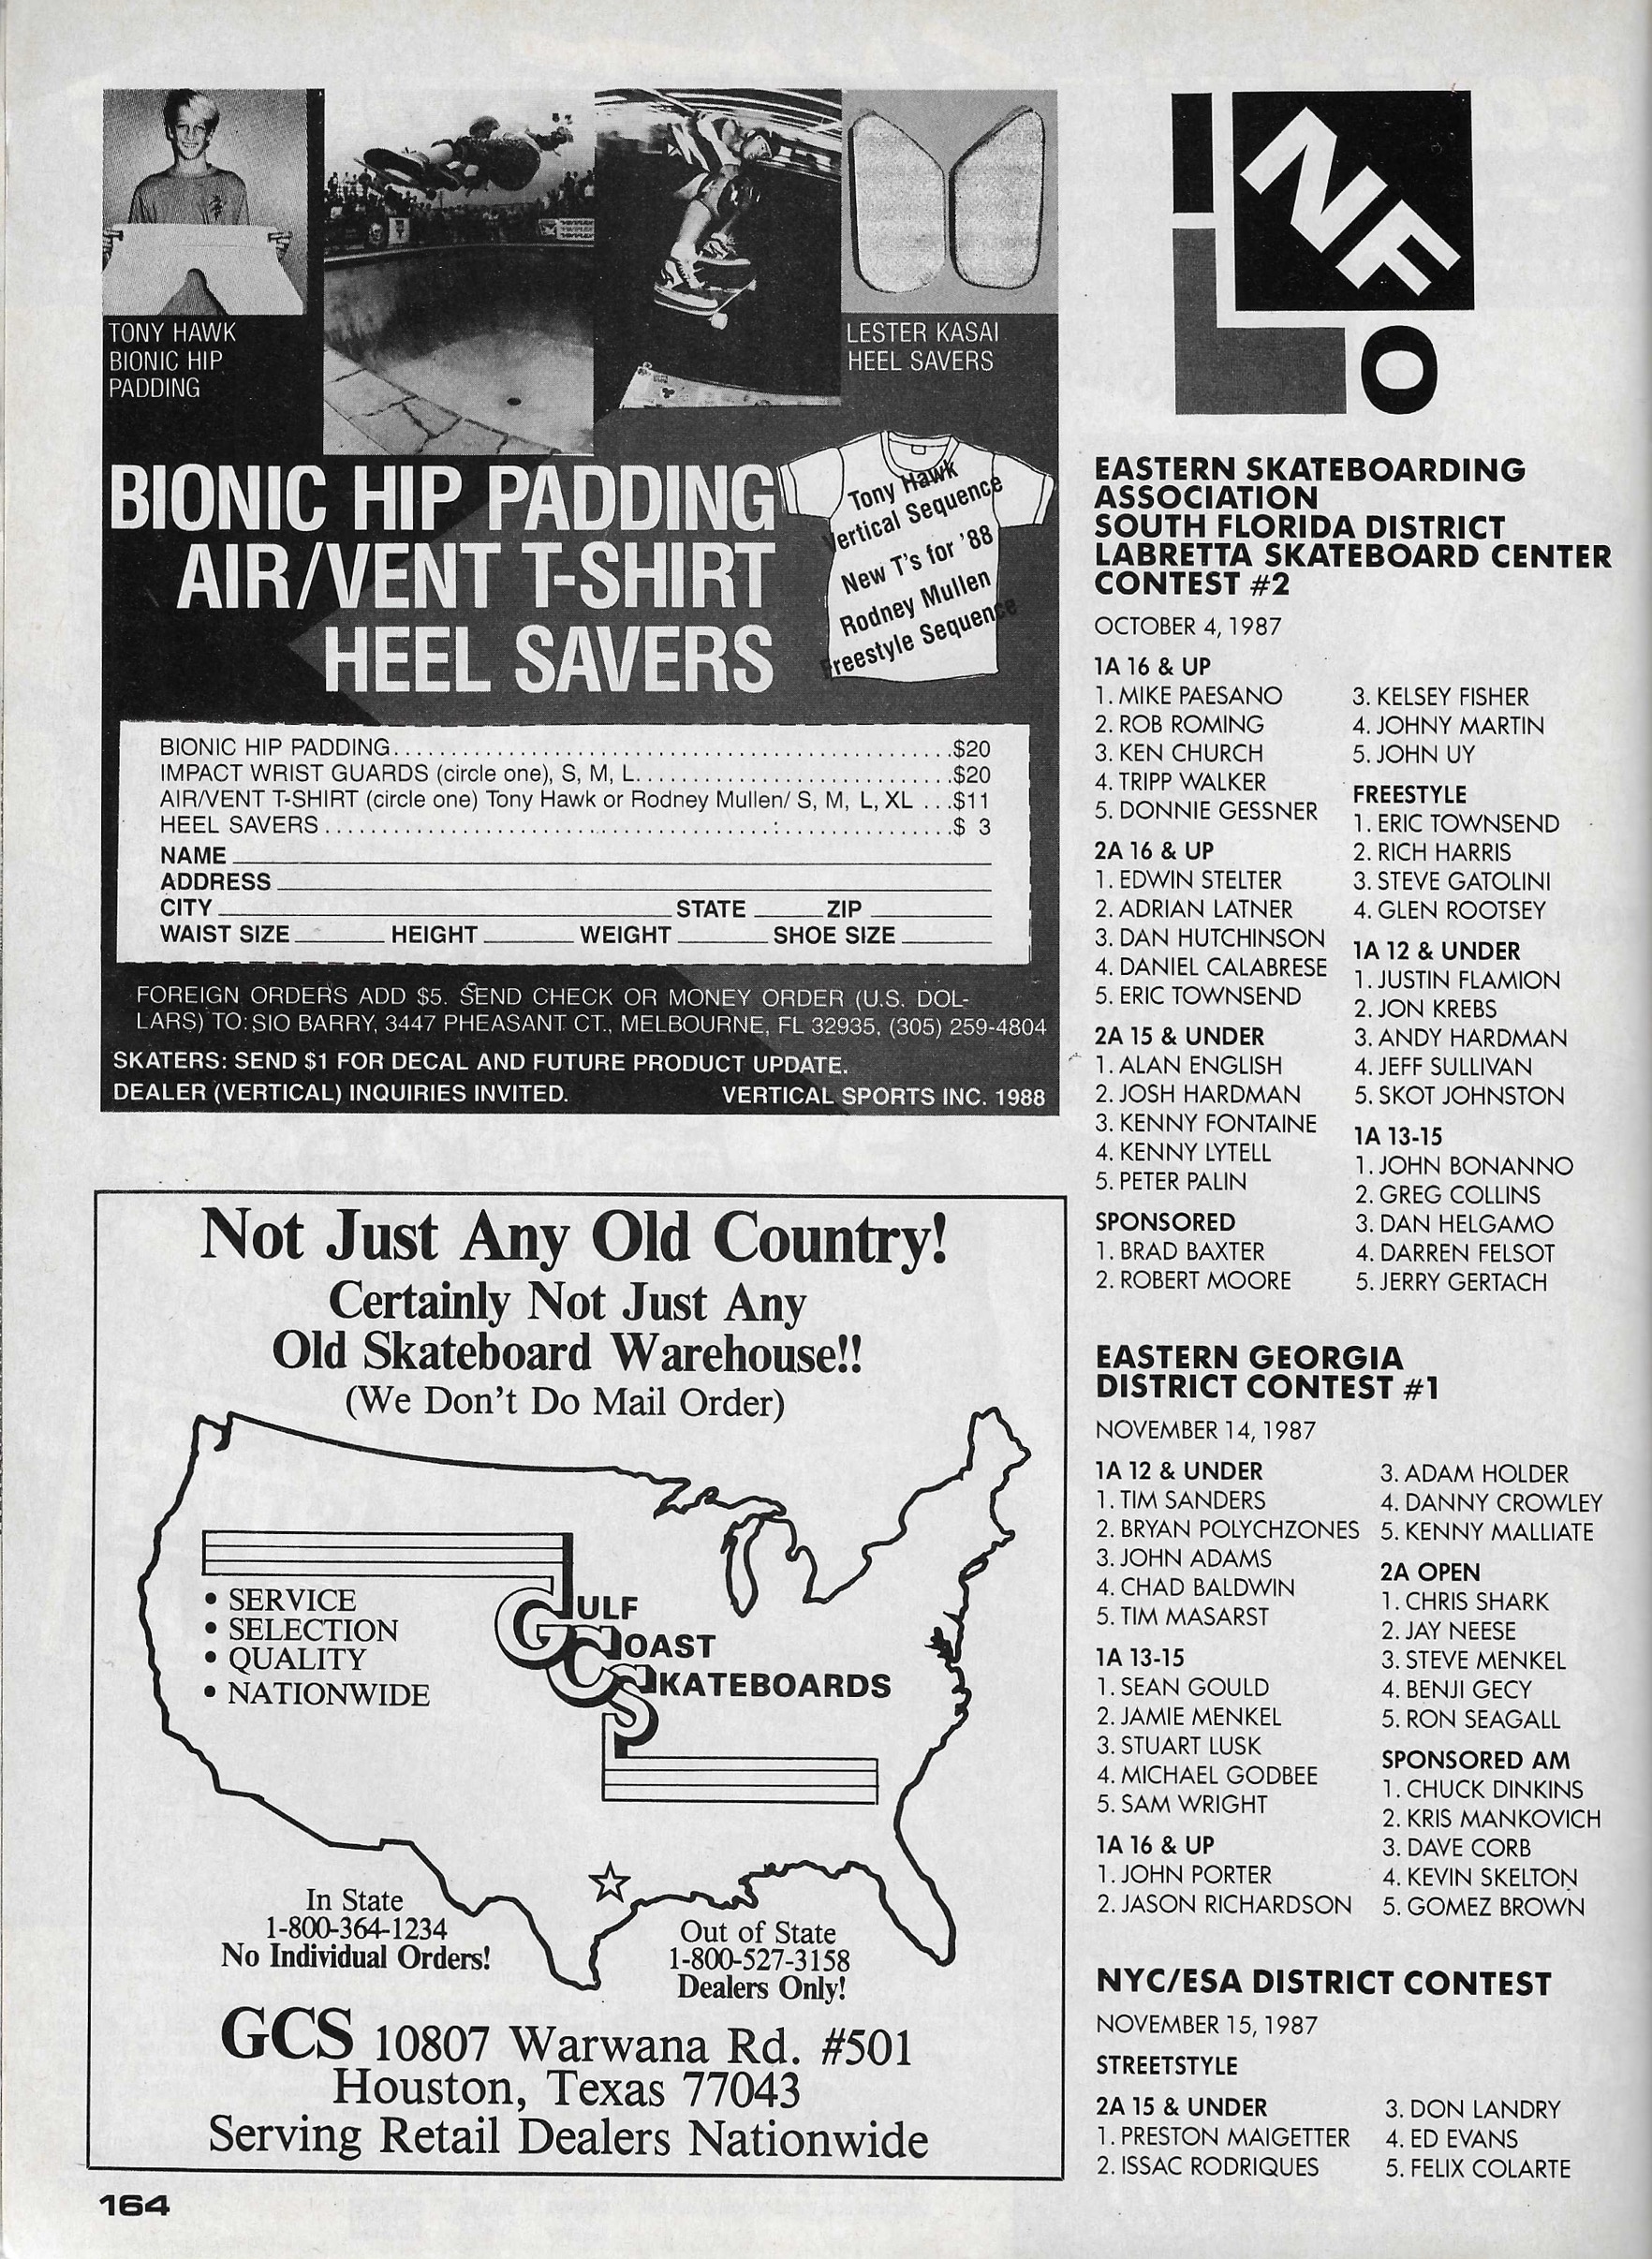 TONY HAWK
BIONIC HIP
PADDING
LESTER KASAI
HEEL SAVERS
BIONIC HIP PADDING
AIR/VENT T-SHIRT
HEEL SAVERS
Tony Hawk
Vertical Sequence
New T's for '88
Rodney Mullen
Freestyle Sequence
BIONIC HIP PADDING..........$20
IMPACT WRIST GUARDS (circle one), S, M, L..........$20
AIR/VENT T-SHIRT (circle one) Tony Hawk or Rodney Mullen/ S, M, L, XL ...$11
HEEL SAVERS..........$ 3
NAME
ADDRESS
CITY STATE ZIP
WAIST SIZE HEIGHT WEIGHT SHOE SIZE
FOREIGN ORDERS ADD $5. SEND CHECK OR MONEY ORDER (U.S. DOL-
LARS) TO: SIO BARRY, 3447 PHEASANT CT., MELBOURNE, FL 32935, (305) 259-4804
SKATERS: SEND $1 FOR DECAL AND FUTURE PRODUCT UPDATE.
DEALER (VERTICAL) INQUIRIES INVITED. VERTICAL SPORTS INC. 1988
Not Just Any Old Country!
Certainly Not Just Any
Old Skateboard Warehouse!!
(We Don't Do Mail Order)
• SERVICE
• SELECTION
• QUALITY
• NATIONWIDE
GULF
COAST
SKATEBOARDS
In State
1-800-364-1234
No Individual Orders!
Out of State
1-800-527-3158
Dealers Only!
GCS 10807 Warwana Rd. #501
Houston, Texas 77043
Serving Retail Dealers Nationwide
164
INFO
EASTERN SKATEBOARDING
ASSOCIATION
SOUTH FLORIDA DISTRICT
LABRETTA SKATEBOARD CENTER
CONTEST #2
OCTOBER 4, 1987
1A 16 & UP
1. MIKE PAESANO
2. ROB ROMING
3. KEN CHURCH
4. TRIPP WALKER
5. DONNIE GESSNER
2A 16 & UP
1. EDWIN STELTER
2. ADRIAN LATNER
3. DAN HUTCHINSON
4. DANIEL CALABRESE
5. ERIC TOWNSEND
2A 15 & UNDER
1. ALAN ENGLISH
2. JOSH HARDMAN
3. KENNY FONTAINE
4. KENNY LYTELL
5. PETER PALIN
SPONSORED
1. BRAD BAXTER
2. ROBERT MOORE
3. KELSEY FISHER
4. JOHNY MARTIN
5. JOHN UY
FREESTYLE
1. ERIC TOWNSEND
2. RICH HARRIS
3. STEVE GATOLINI
4. GLEN ROOTSEY
1A 12 & UNDER
1. JUSTIN FLAMION
2. JON KREBS
3. ANDY HARDMAN
4. JEFF SULLIVAN
5. SKOT JOHNSTON
1A 13-15
1. JOHN BONANNO
2. GREG COLLINS
3. DAN HELGAMO
4. DARREN FELSOT
5. JERRY GERTACH
EASTERN GEORGIA
DISTRICT CONTEST #1
NOVEMBER 14, 1987
1A 12 & UNDER
1. TIM SANDERS
2. BRYAN POLYCHZONES
3. JOHN ADAMS
4. CHAD BALDWIN
5. TIM MASARST
1A 13-15
1. SEAN GOULD
2. JAMIE MENKEL
3. STUART LUSK
4. MICHAEL GODBEE
5. SAM WRIGHT
1A 16 & UP
1. JOHN PORTER
2. JASON RICHARDSON
3. ADAM HOLDER
4. DANNY CROWLEY
5. KENNY MALLIATE
2A OPEN
1. CHRIS SHARK
2. JAY NEESE
3. STEVE MENKEL
4. BENJI GECY
5. RON SEAGALL
SPONSORED AM
1. CHUCK DINKINS
2. KRIS MANKOVICH
3. DAVE CORB
4. KEVIN SKELTON
5. GOMEZ BROWN
NYC/ESA DISTRICT CONTEST
NOVEMBER 15, 1987
STREETSTYLE
2A 15 & UNDER
1. PRESTON MAIGETTER
2. ISSAC RODRIQUES
3. DON LANDRY
4. ED EVANS
5. FELIX COLARTE